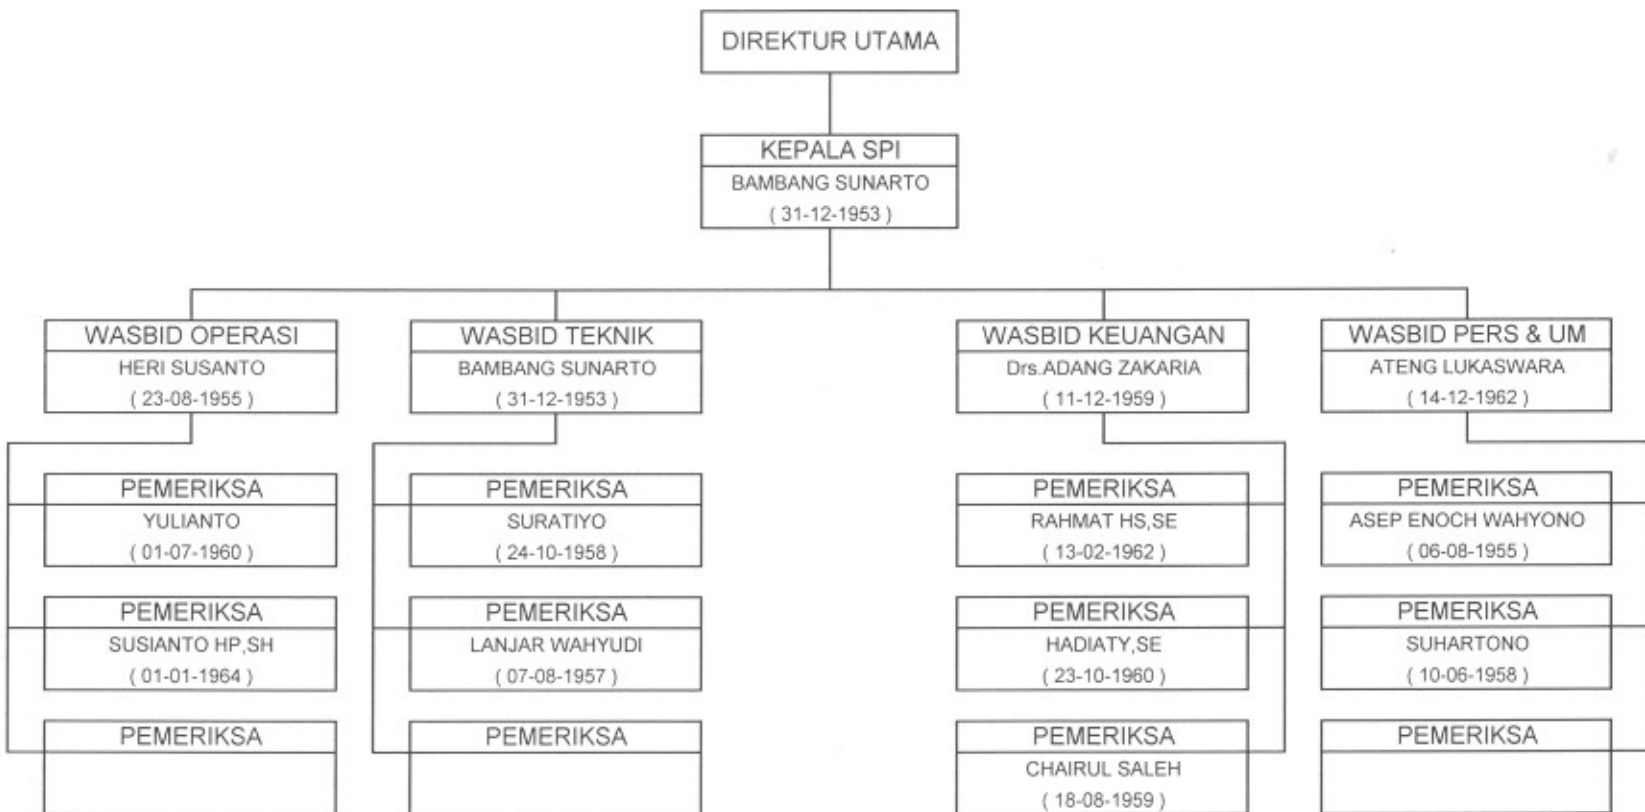 DIREKTUR UTAMA
KEPALA SPI
BAMBANG SUNARTO
( 31-12-1953 )
WASBID OPERASI
HERI SUSANTO
( 23-08-1955 )
WASBID TEKNIK
BAMBANG SUNARTO
( 31-12-1953 )
WASBID KEUANGAN
Drs.ADANG ZAKARIA
( 11-12-1959 )
WASBID PERS & UM
ATENG LUKASWARA
( 14-12-1962 )
PEMERIKSA
YULIANTO
( 01-07-1960 )
PEMERIKSA
SURATIYO
( 24-10-1958 )
PEMERIKSA
RAHMAT HS,SE
( 13-02-1962 )
PEMERIKSA
ASEP ENOCH WAHYONO
( 06-08-1955 )
PEMERIKSA
SUSIANTO HP,SH
( 01-01-1964 )
PEMERIKSA
LANJAR WAHYUDI
( 07-08-1957 )
PEMERIKSA
HADIATY,SE
( 23-10-1960 )
PEMERIKSA
SUHARTONO
( 10-06-1958 )
PEMERIKSA
PEMERIKSA
PEMERIKSA
CHAIRUL SALEH
( 18-08-1959 )
PEMERIKSA